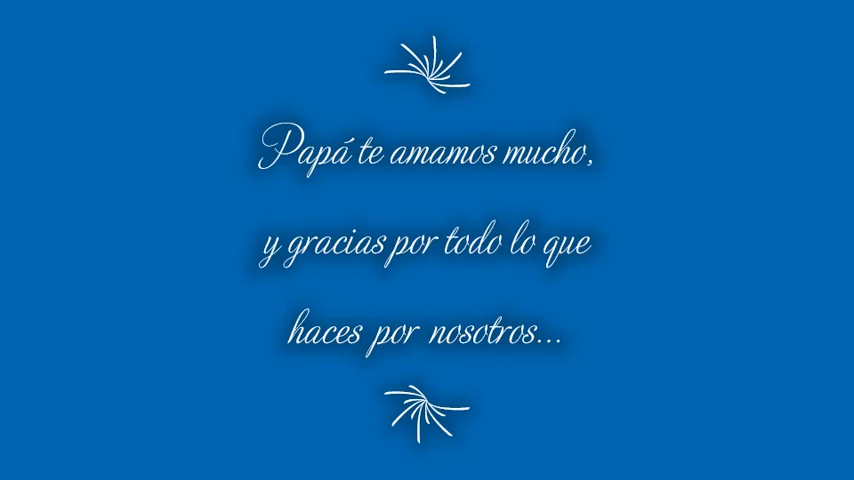 Papá te amamos mucho,
y gracias por todo lo que
haces por nosotros...